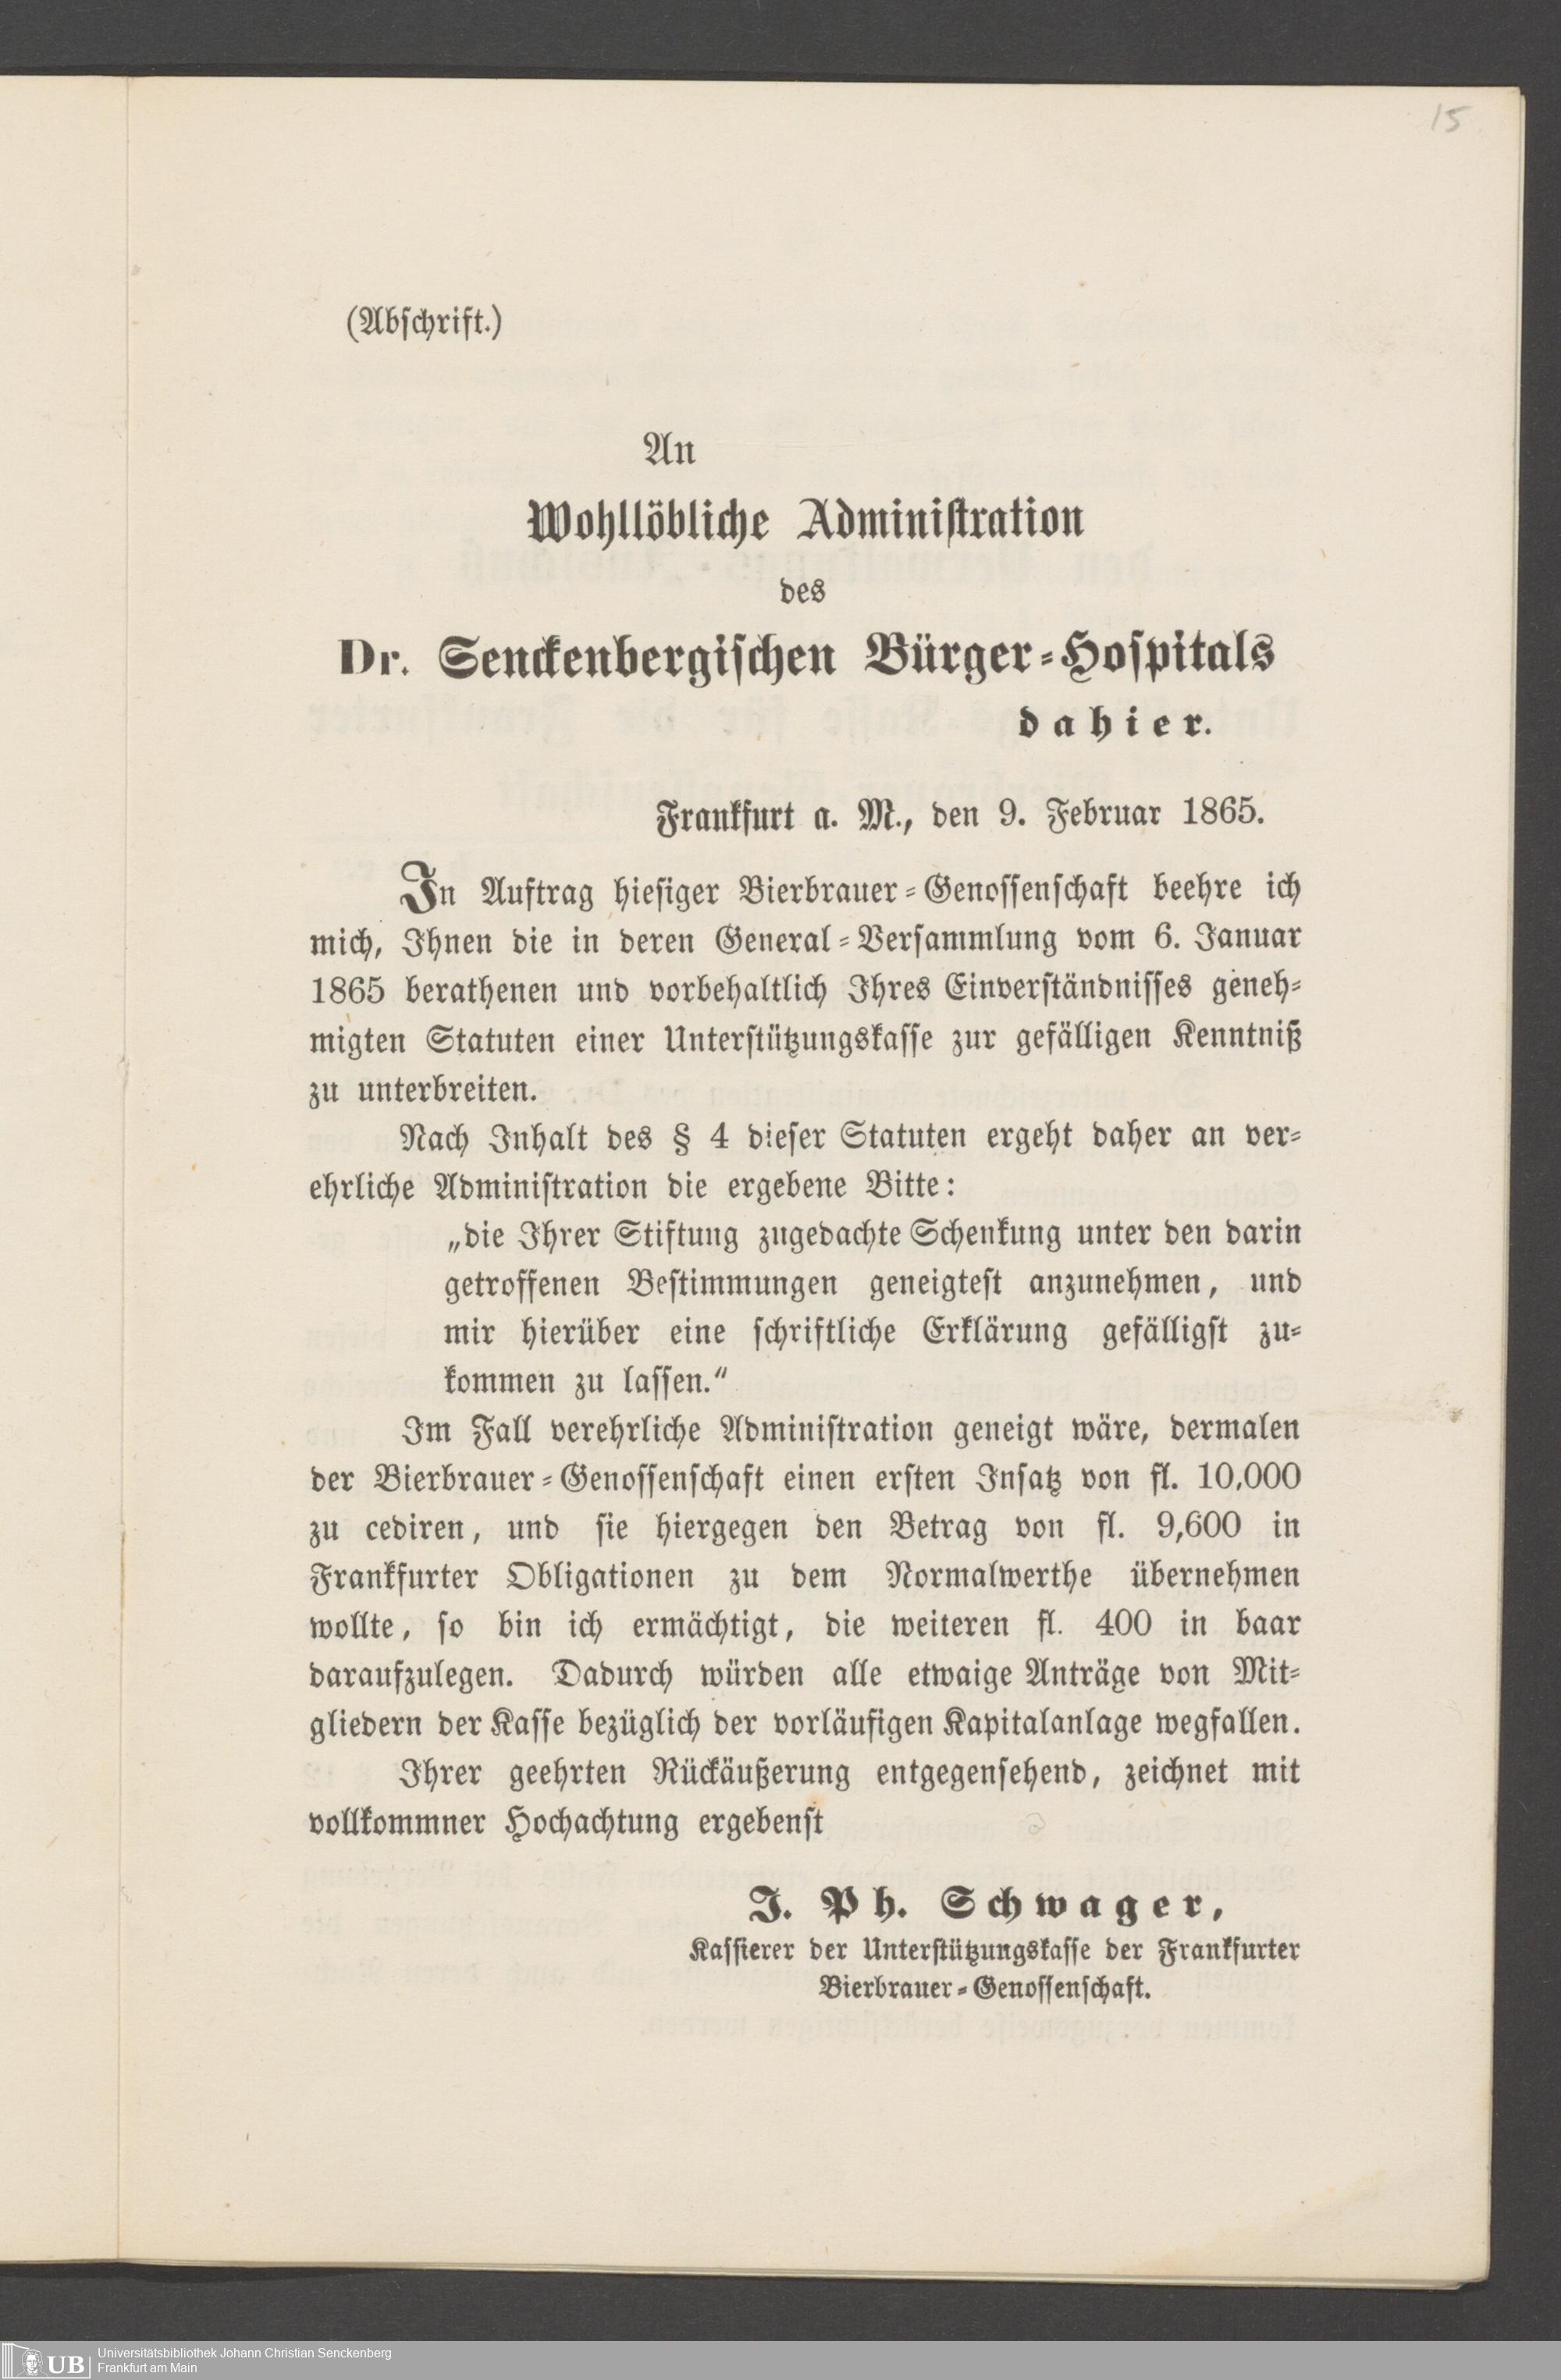 15
(Abschrift.)
An
Wohllöbliche Administration
des
Dr. Senckenbergischen Bürger-Hospitals
dahier.
Frankfurt a. M., den 9. Februar 1865.
In Auftrag hiesiger Bierbrauer-Genossenschaft beehre ich
mich, Ihnen die in deren General-Versammlung vom 6. Januar
1865 berathenen und vorbehaltlich Ihres Einverständnisses geneh-
migten Statuten einer Unterstützungskasse zur gefälligen Kenntniß
zu unterbreiten.
Nach Inhalt des § 4 dieser Statuten ergeht daher an ver-
ehrliche Administration die ergebene Bitte:
„die Ihrer Stiftung zugedachte Schenkung unter den darin
getroffenen Bestimmungen geneigtest anzunehmen, und
mir hierüber eine schriftliche Erklärung gefälligst zu-
kommen zu lassen.“
Im Fall verehrliche Administration geneigt wäre, dermalen
der Bierbrauer-Genossenschaft einen ersten Insatz von fl. 10,000
zu cediren, und sie hiergegen den Betrag von fl. 9,600 in
Frankfurter Obligationen zu dem Normalwerthe übernehmen
wollte, so bin ich ermächtigt, die weiteren fl. 400 in baar
daraufzulegen. Dadurch würden alle etwaige Anträge von Mit-
gliedern der Kasse bezüglich der vorläufigen Kapitalanlage wegfallen.
Ihrer geehrten Rückäußerung entgegensehend, zeichnet mit
vollkommner Hochachtung ergebenst
J. Ph. Schwager,
Kassierer der Unterstützungskasse der Frankfurter
Bierbrauer-Genossenschaft.
UB
Universitätsbibliothek Johann Christian Senckenberg
Frankfurt am Main